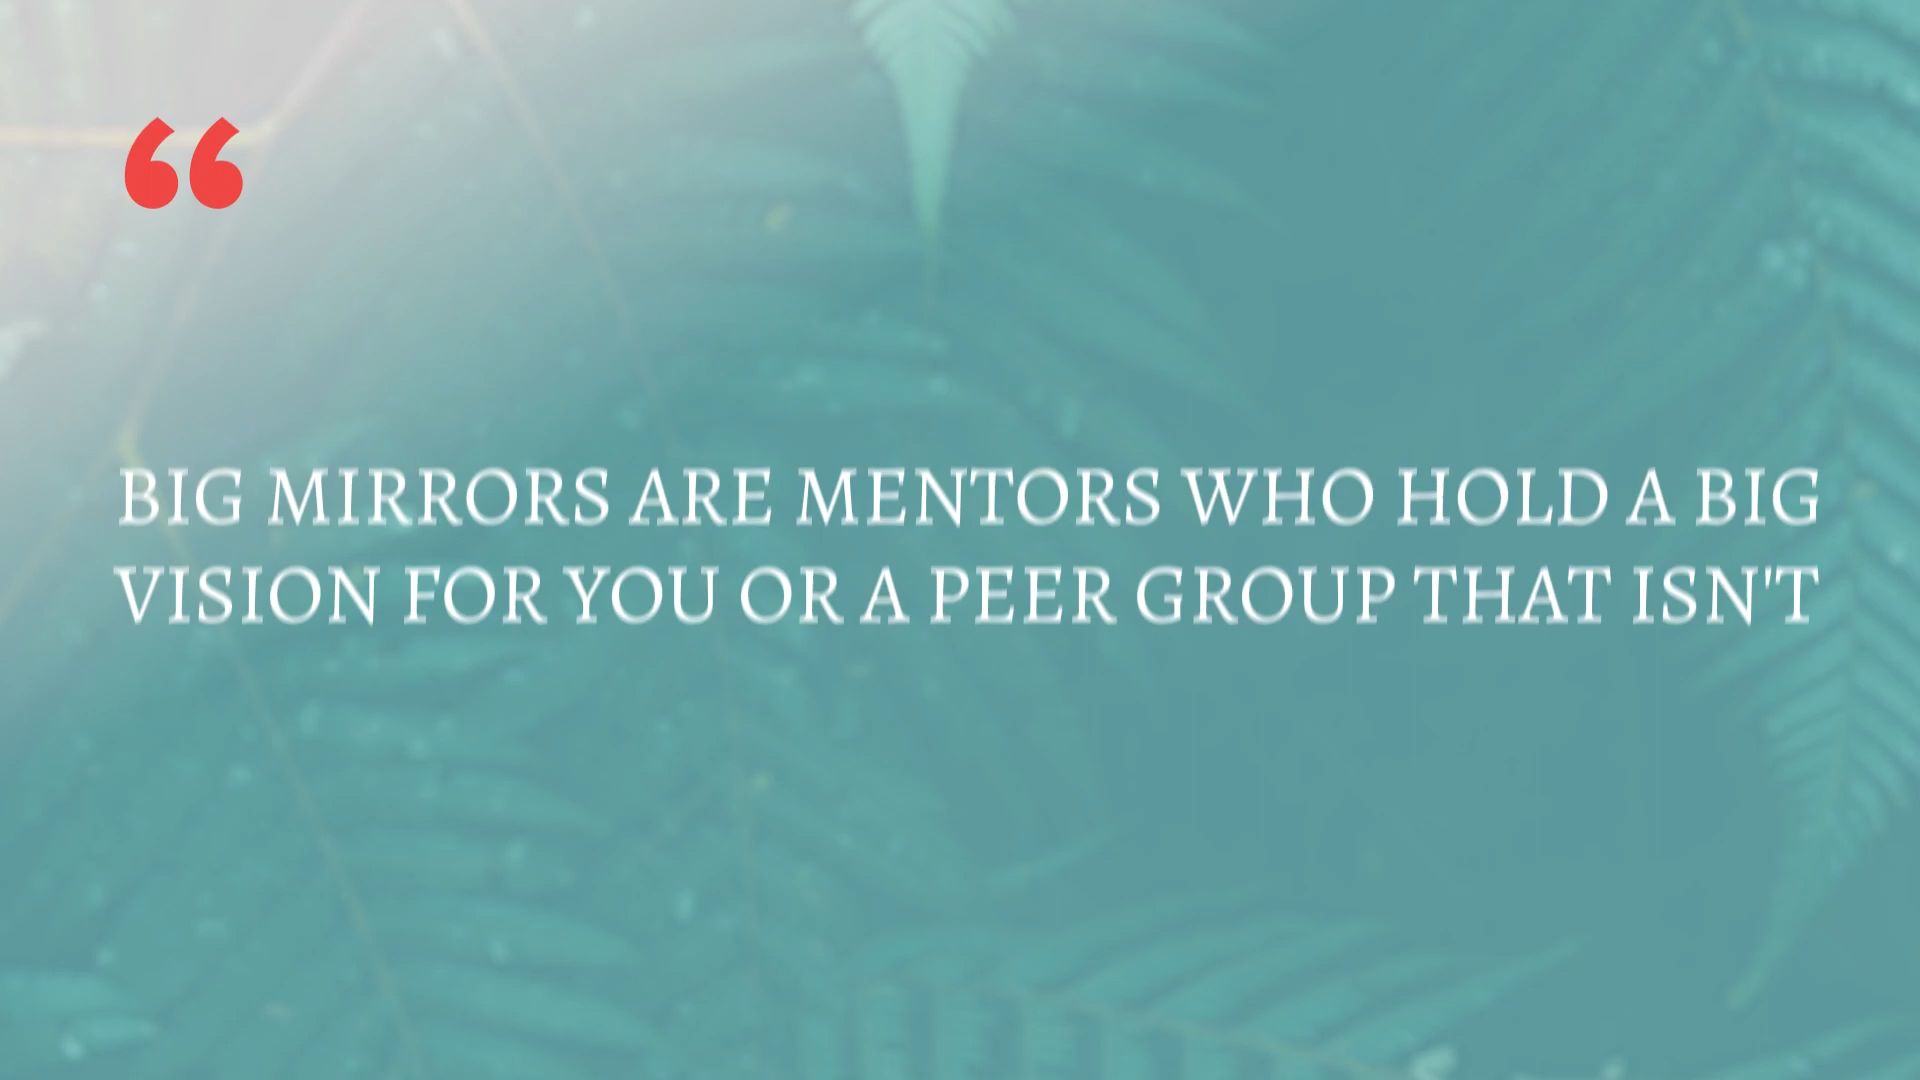 “
BIG MIRRORS ARE MENTORS WHO HOLD A BIG
VISION FOR YOU OR A PEER GROUP THAT ISN'T